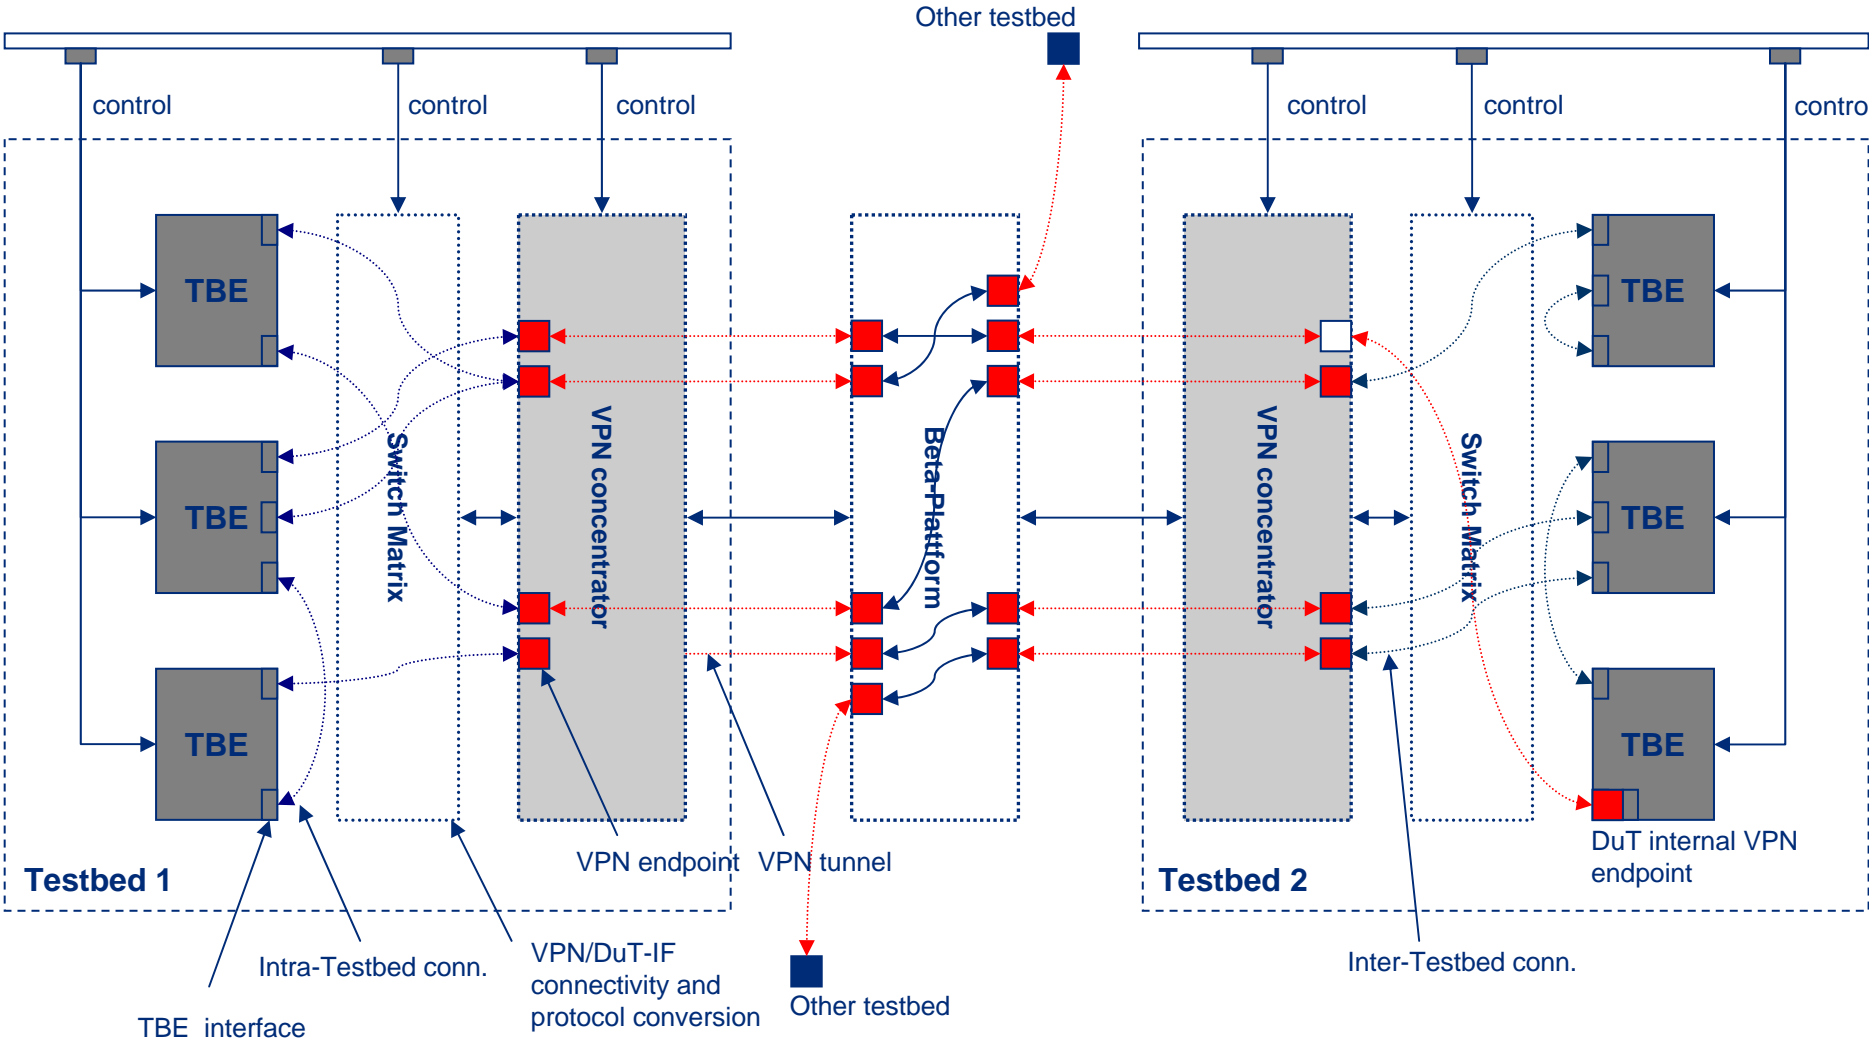 Other testbed
control
control
control
control
control
contro
TBE
TBE
TBE
TBE
TBE
TBE
Switch Matrix
VPN concentrator
Beta-Plattform
VPN concentrator
Switch Matrix
DuT internal VPN
endpoint
VPN endpoint
VPN tunnel
Testbed 1
Testbed 2
Intra-Testbed conn.
VPN/DuT-IF
connectivity and
protocol conversion
Inter-Testbed conn.
Other testbed
TBE interface